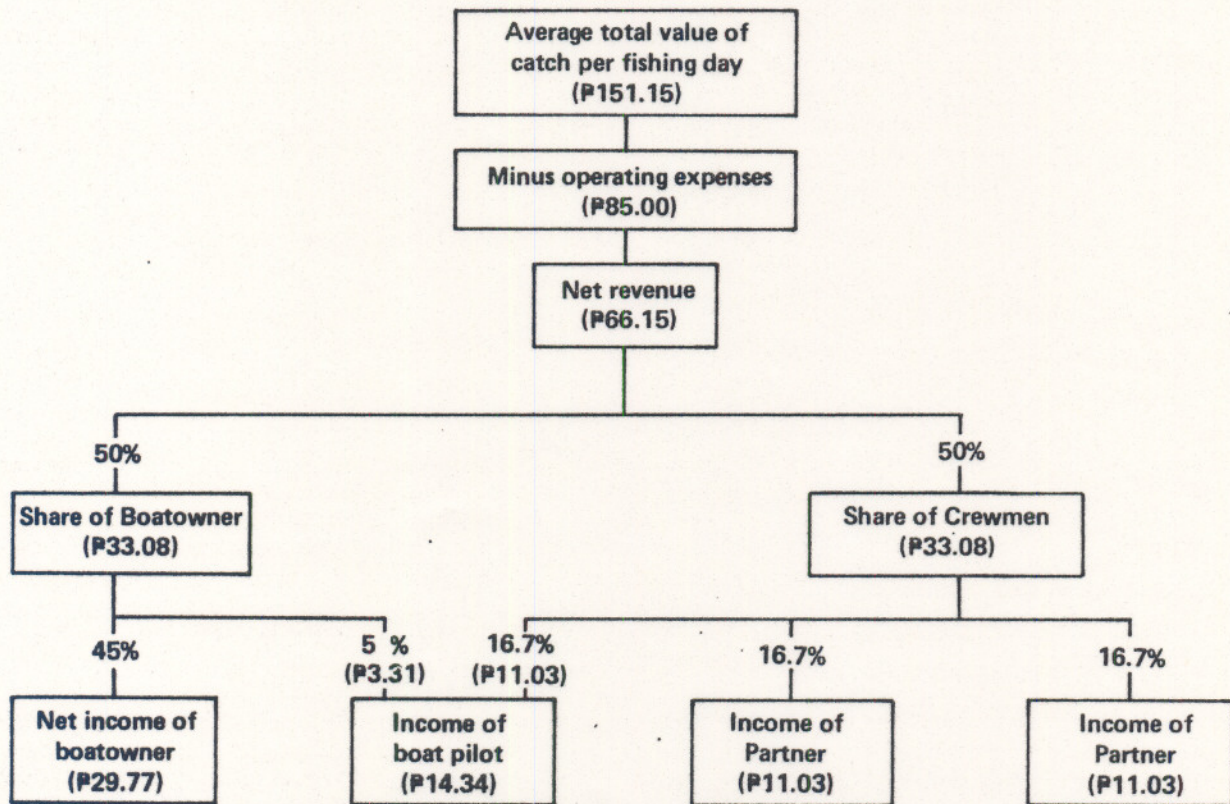 Average total value of
catch per fishing day
(₱151.15)
Minus operating expenses
(₱85.00)
Net revenue
(₱66.15)
50%
50%
Share of Boatowner
(₱33.08)
Share of Crewmen
(₱33.08)
45%
5 %
(₱3.31)
16.7%
(₱11.03)
16.7%
16.7%
Net income of
boatowner
(₱29.77)
Income of
boat pilot
(₱14.34)
Income of
Partner
(₱11.03)
Income of
Partner
(₱11.03)